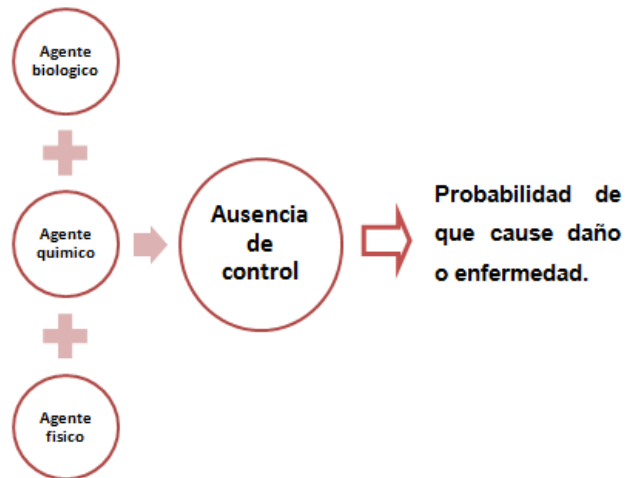 Agente
biologico
Agente
quimico
Agente
fisico
Ausencia
de
control
Probabilidad de
que cause daño
o enfermedad.